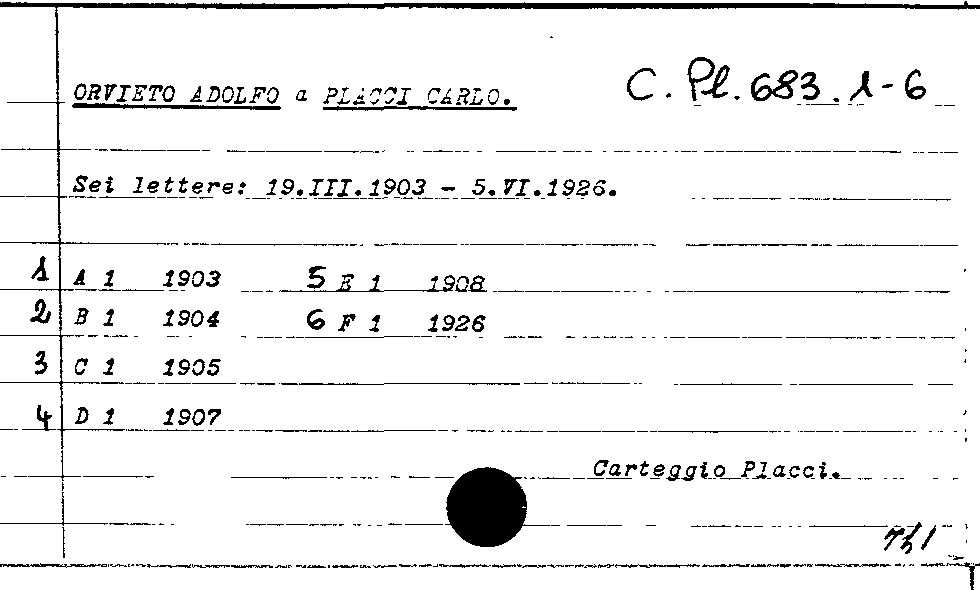 ORVIETO ADOLFO a PLACCI CARLO. C.Pl.683.1-6
Sei lettere: 19.III.1903 - 5.VI.1926.
1 A 1 1903 5 E 1 1908
2 B 1 1904 6 F 1 1926
3 C 1 1905
4 D 1 1907
Carteggio Placci.